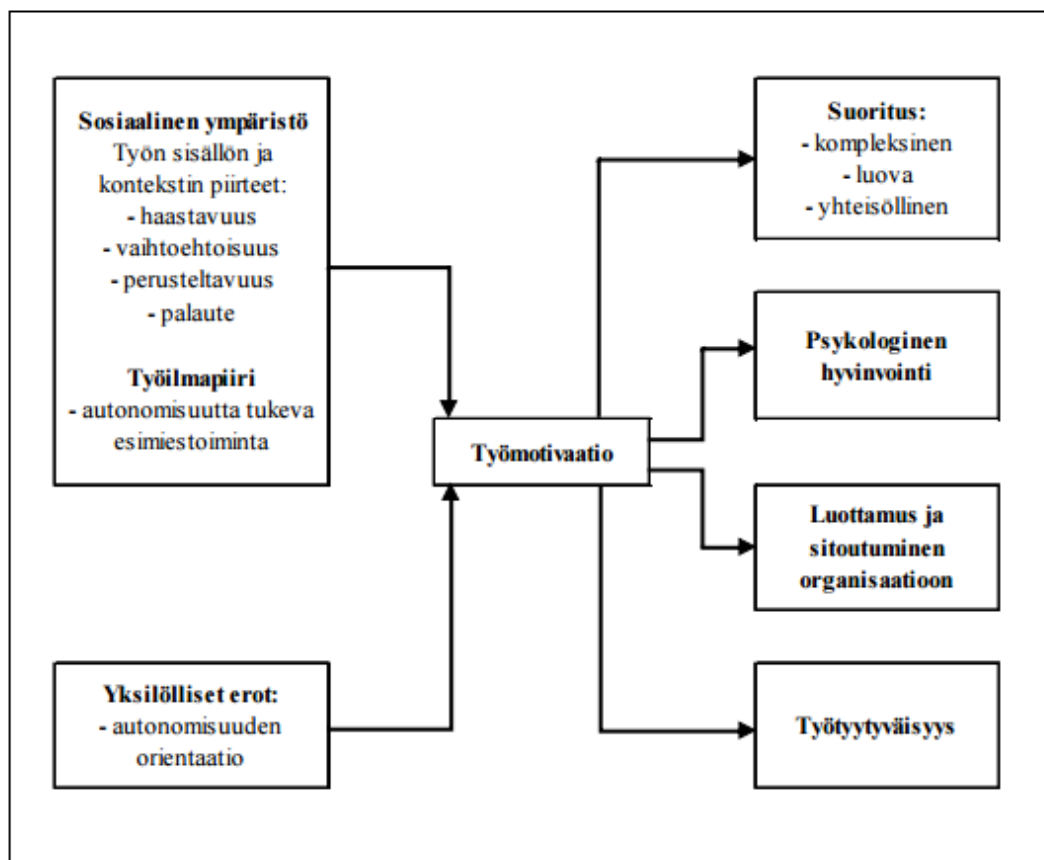 Sosiaalinen ympäristö
Työn sisällön ja
kontekstin piirteet:
- haastavuus
- vaihtoehtoisuus
- perusteltavuus
- palaute
Työilmapiiri
- autonomisuutta tukeva
esimiestoiminta
Yksilölliset erot:
- autonomisuuden
orientaatio
Työmotivaatio
Suoritus:
- kompleksinen
- luova
- yhteisöllinen
Psykologinen
hyvinvointi
Luottamus ja
sitoutuminen
organisaatioon
Työtyytyväisyys